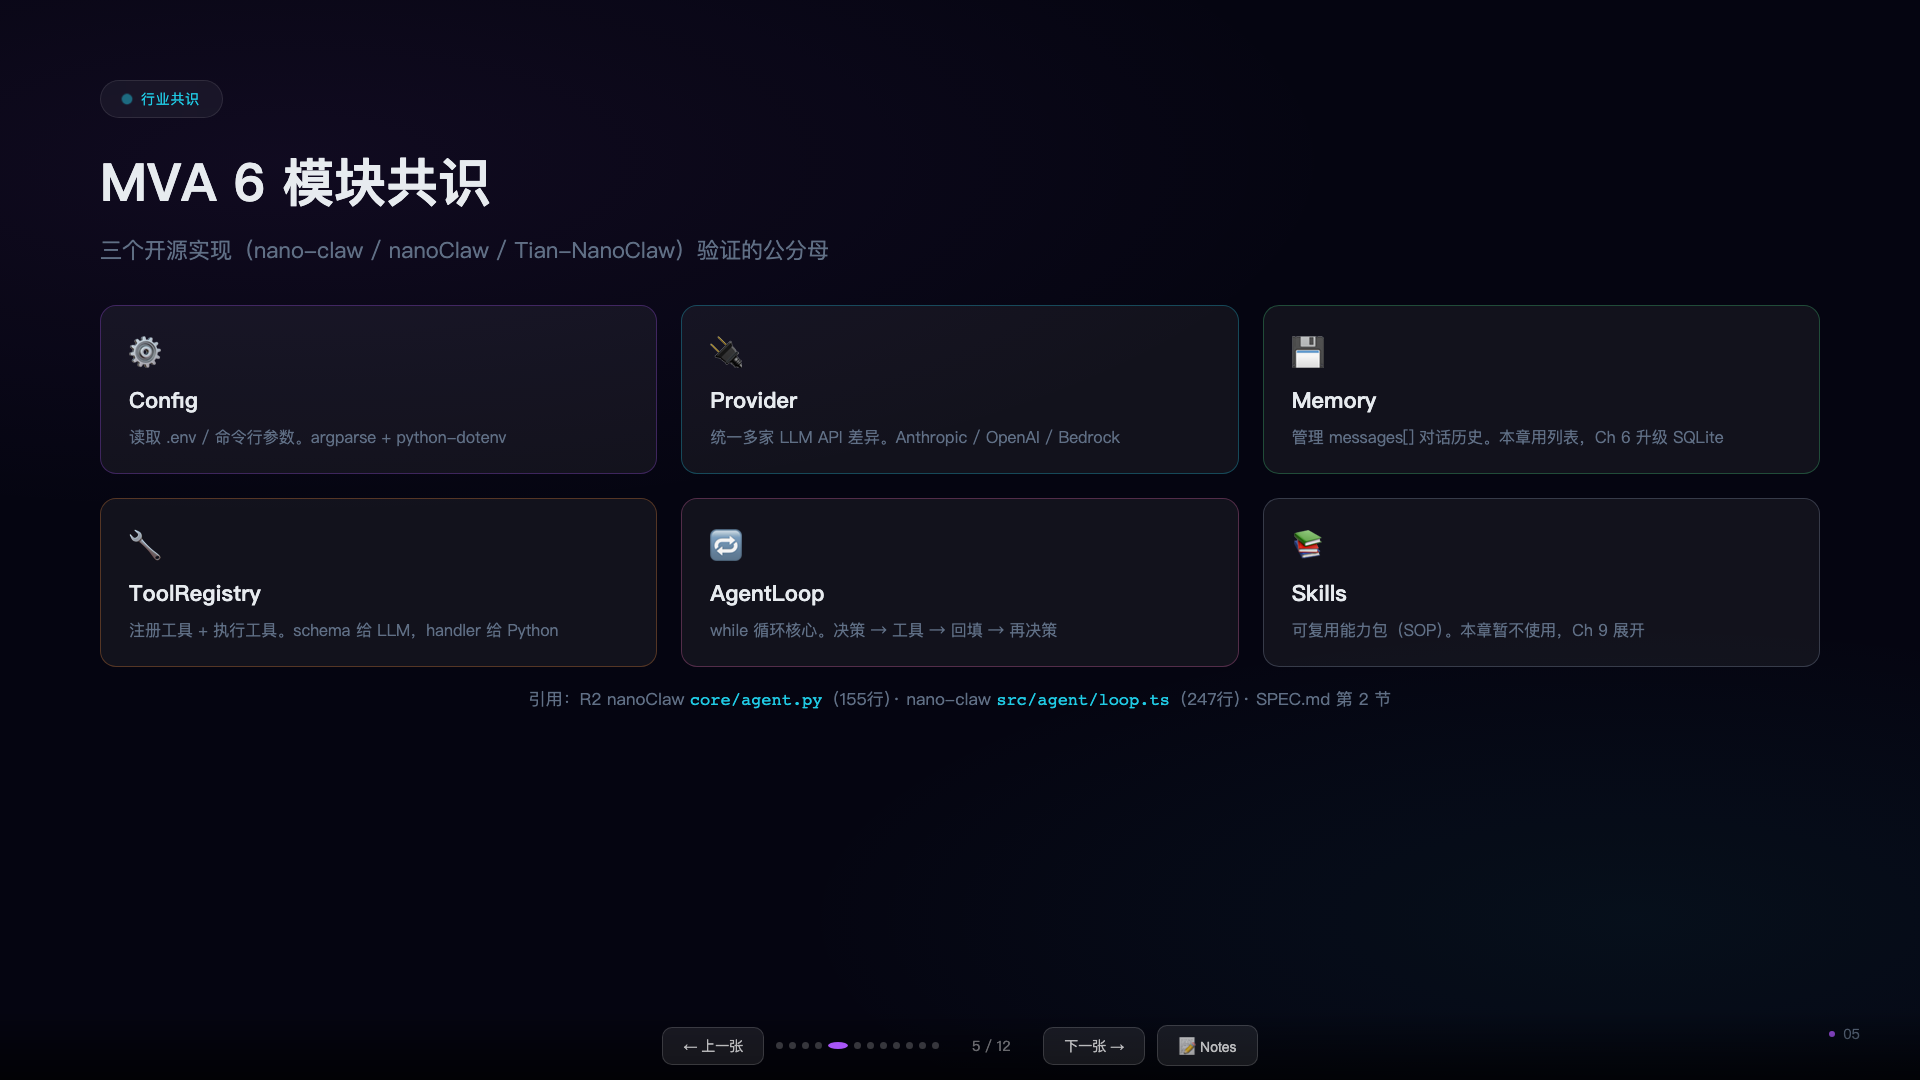 行业共识
MVA 6 模块共识
三个开源实现（nano-claw / nanoClaw / Tian-NanoClaw）验证的公分母
Config
读取 .env / 命令行参数。argparse + python-dotenv
Provider
统一多家 LLM API 差异。Anthropic / OpenAI / Bedrock
Memory
管理 messages[] 对话历史。本章用列表，Ch 6 升级 SQLite
ToolRegistry
注册工具 + 执行工具。schema 给 LLM，handler 给 Python
AgentLoop
while 循环核心。决策 → 工具 → 回填 → 再决策
Skills
可复用能力包（SOP）。本章暂不使用，Ch 9 展开
引用：R2 nanoClaw core/agent.py（155行）· nano-claw src/agent/loop.ts（247行）· SPEC.md 第 2 节
← 上一张
5 / 12
下一张 →
Notes
05